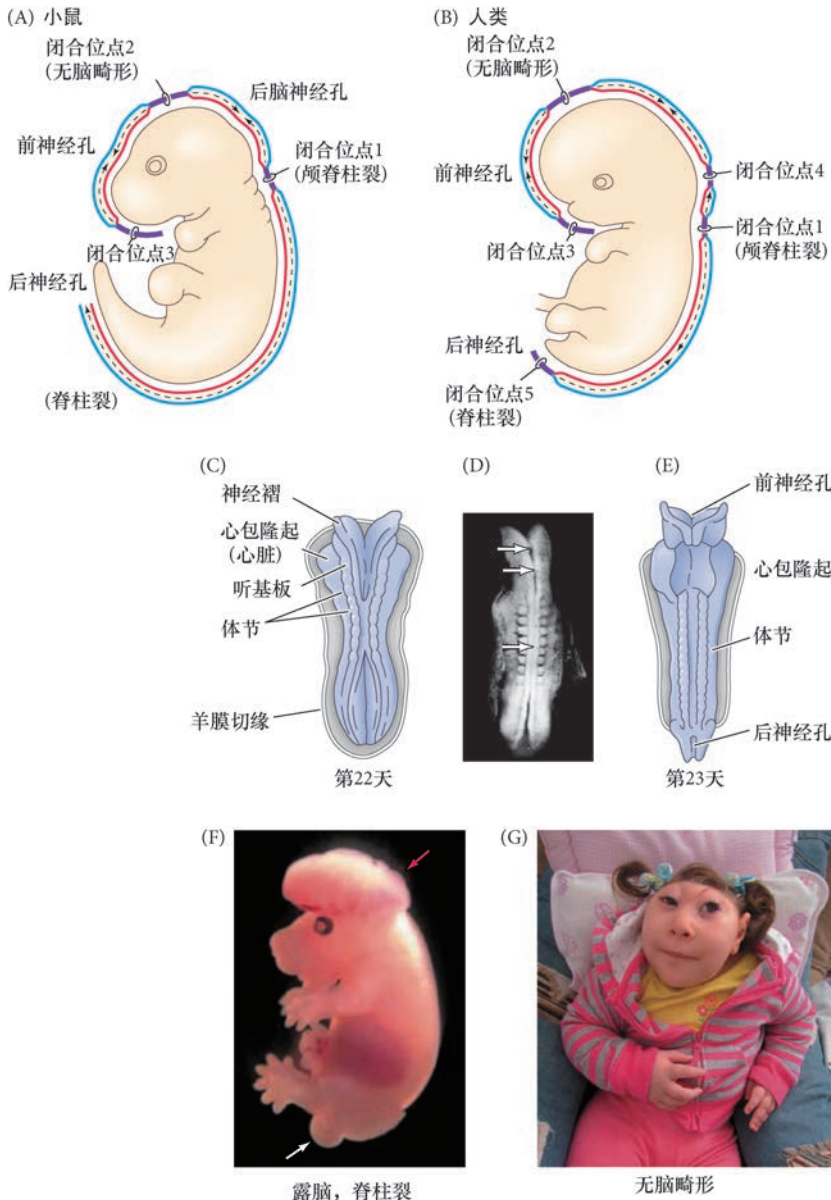 (A) 小鼠
闭合位点2
(无脑畸形)
后脑神经孔
前神经孔
闭合位点1
(颅脊柱裂)
闭合位点3
后神经孔
(脊柱裂)
(B) 人类
闭合位点2
(无脑畸形)
前神经孔
闭合位点4
闭合位点3
闭合位点1
(颅脊柱裂)
后神经孔
闭合位点5
(脊柱裂)
(C)
神经褶
心包隆起
(心脏)
听基板
体节
羊膜切缘
第22天
(D)
(E)
前神经孔
心包隆起
体节
后神经孔
第23天
(F)
露脑，脊柱裂
(G)
无脑畸形